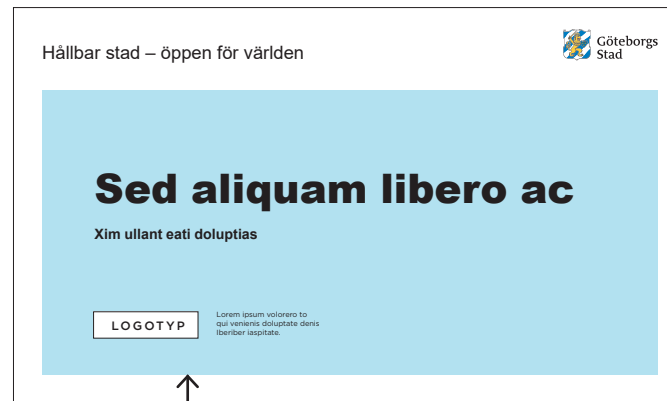 Hållbar stad – öppen för världen
Göteborgs
Stad
Sed aliquam libero ac
Xim ullant eati doluptias
LOGOTYP
Lorem ipsum volorero to
qui venienis doluptate denis
Iberiber iaspitate.